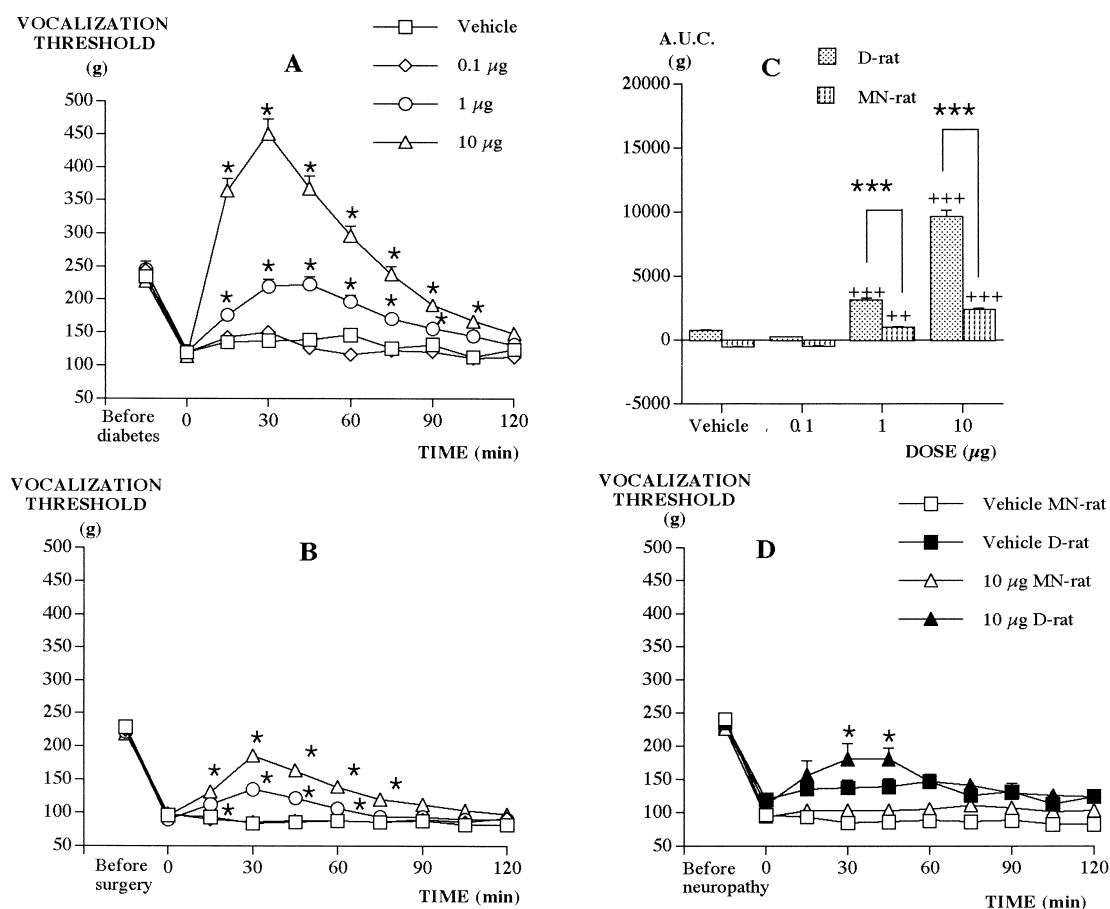 VOCALIZATION
THRESHOLD
(g)
A
Vehicle
0.1 µg
1 µg
10 µg
500
450
400
350
300
250
200
150
100
50
* * * * * * *
* * * * * *
Before
diabetes
0 30 60 90 120
TIME (min)
A.U.C.
(g)
C
D-rat
MN-rat
20000
15000
10000
5000
0
-5000
***
***
+++
+++
++
+++
Vehicle 0.1 1 10
DOSE (µg)
VOCALIZATION
THRESHOLD
(g)
B
500
450
400
350
300
250
200
150
100
50
* * * * *
* * * *
Before
surgery
0 30 60 90 120
TIME (min)
VOCALIZATION
THRESHOLD
(g)
D
Vehicle MN-rat
Vehicle D-rat
10 µg MN-rat
10 µg D-rat
500
450
400
350
300
250
200
150
100
50
* *
Before
neuropathy
0 30 60 90 120
TIME (min)